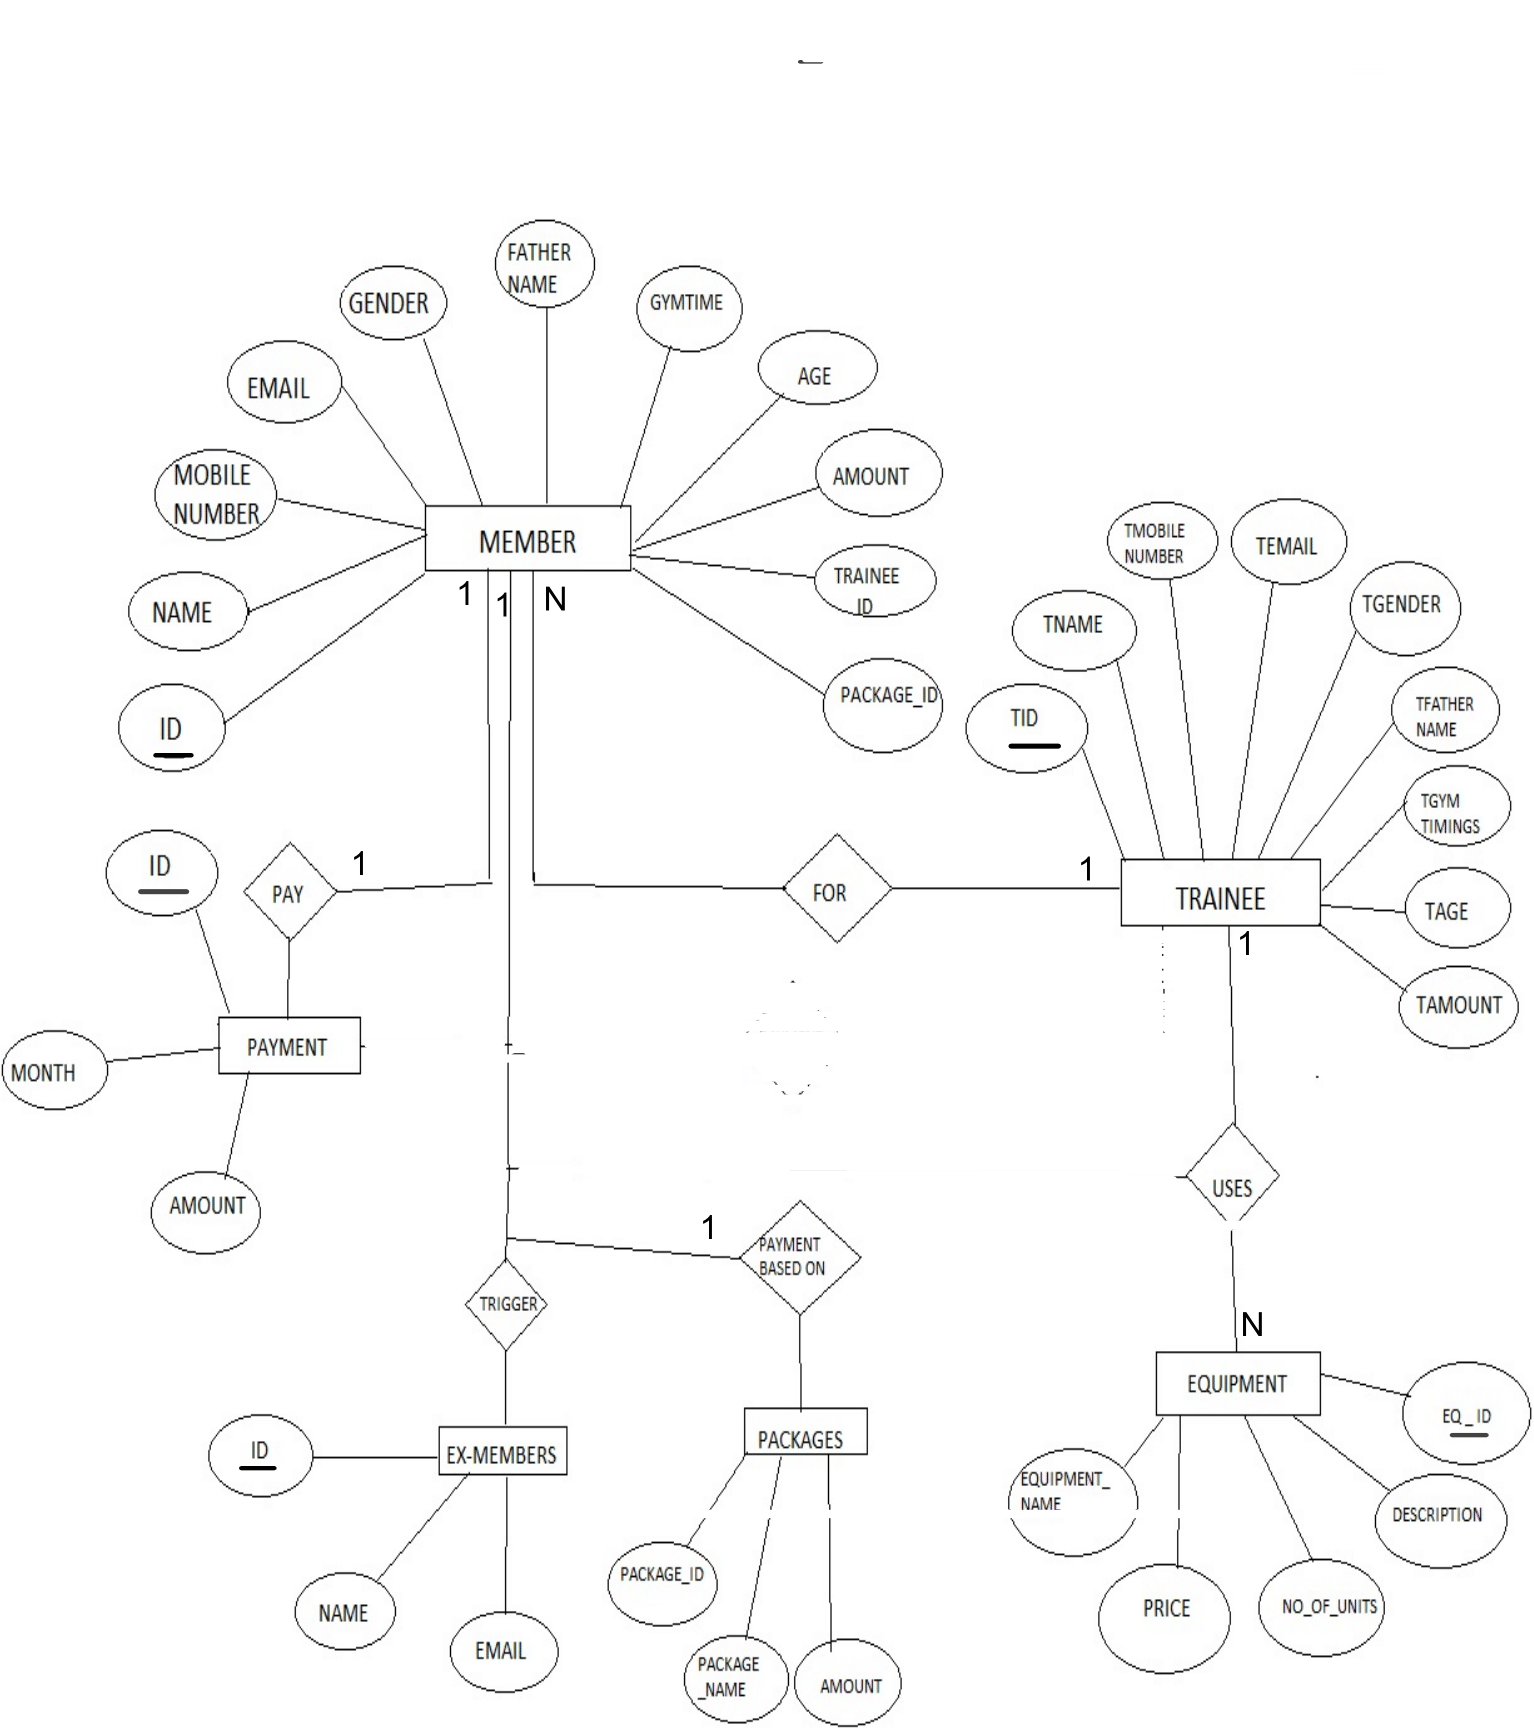 FATHER
NAME
GENDER
GYMTIME
EMAIL
AGE
MOBILE
NUMBER
AMOUNT
MEMBER
TRAINEE
ID
NAME
1
1
N
PACKAGE_ID
ID
TMOBILE
NUMBER
TEMAIL
TGENDER
TNAME
TID
TFATHER
NAME
TGYM
TIMINGS
TAGE
TAMOUNT
TRAINEE
1
1
FOR
1
PAY
ID
PAYMENT
MONTH
AMOUNT
USES
1
PAYMENT
BASED ON
TRIGGER
N
EQUIPMENT
EQ_ID
EQUIPMENT_
NAME
DESCRIPTION
PRICE
NO_OF_UNITS
EX-MEMBERS
ID
NAME
EMAIL
PACKAGES
PACKAGE_ID
PACKAGE
_NAME
AMOUNT